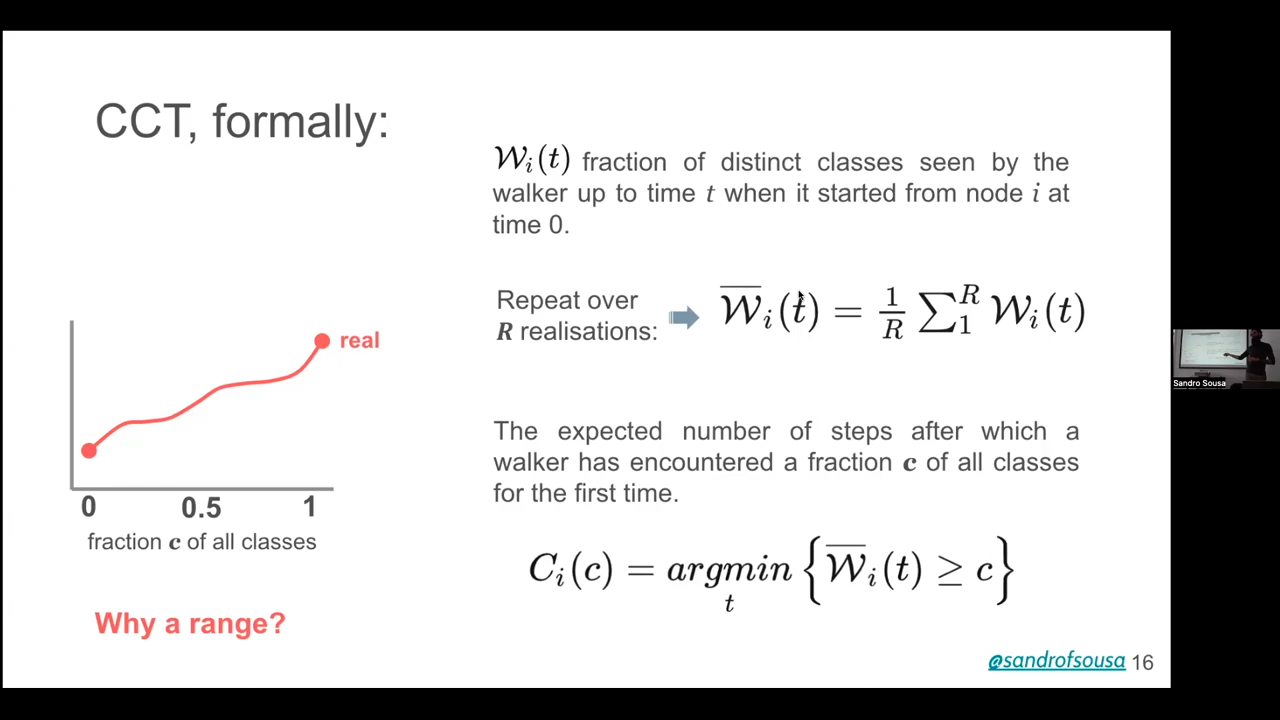 CCT, formally:
𝒲ᵢ(t) fraction of distinct classes seen by the
walker up to time t when it started from node i at
time 0.
Repeat over
R realisations:
𝒲̅ᵢ(t) = 1/R ∑₁ᴿ 𝒲ᵢ(t)
real
0 0.5 1
fraction c of all classes
The expected number of steps after which a
walker has encountered a fraction c of all classes
for the first time.
Cᵢ(c) = argmin {𝒲̅ᵢ(t) ≥ c}
t
Why a range?
@sandrofsousa 16
Sandro Sousa